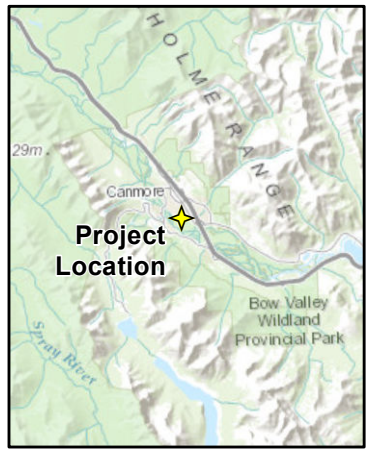 HOLME RANGE
29m
Canmore
Project
Location
Bow Valley
Wildland
Provincial Park
Spray River